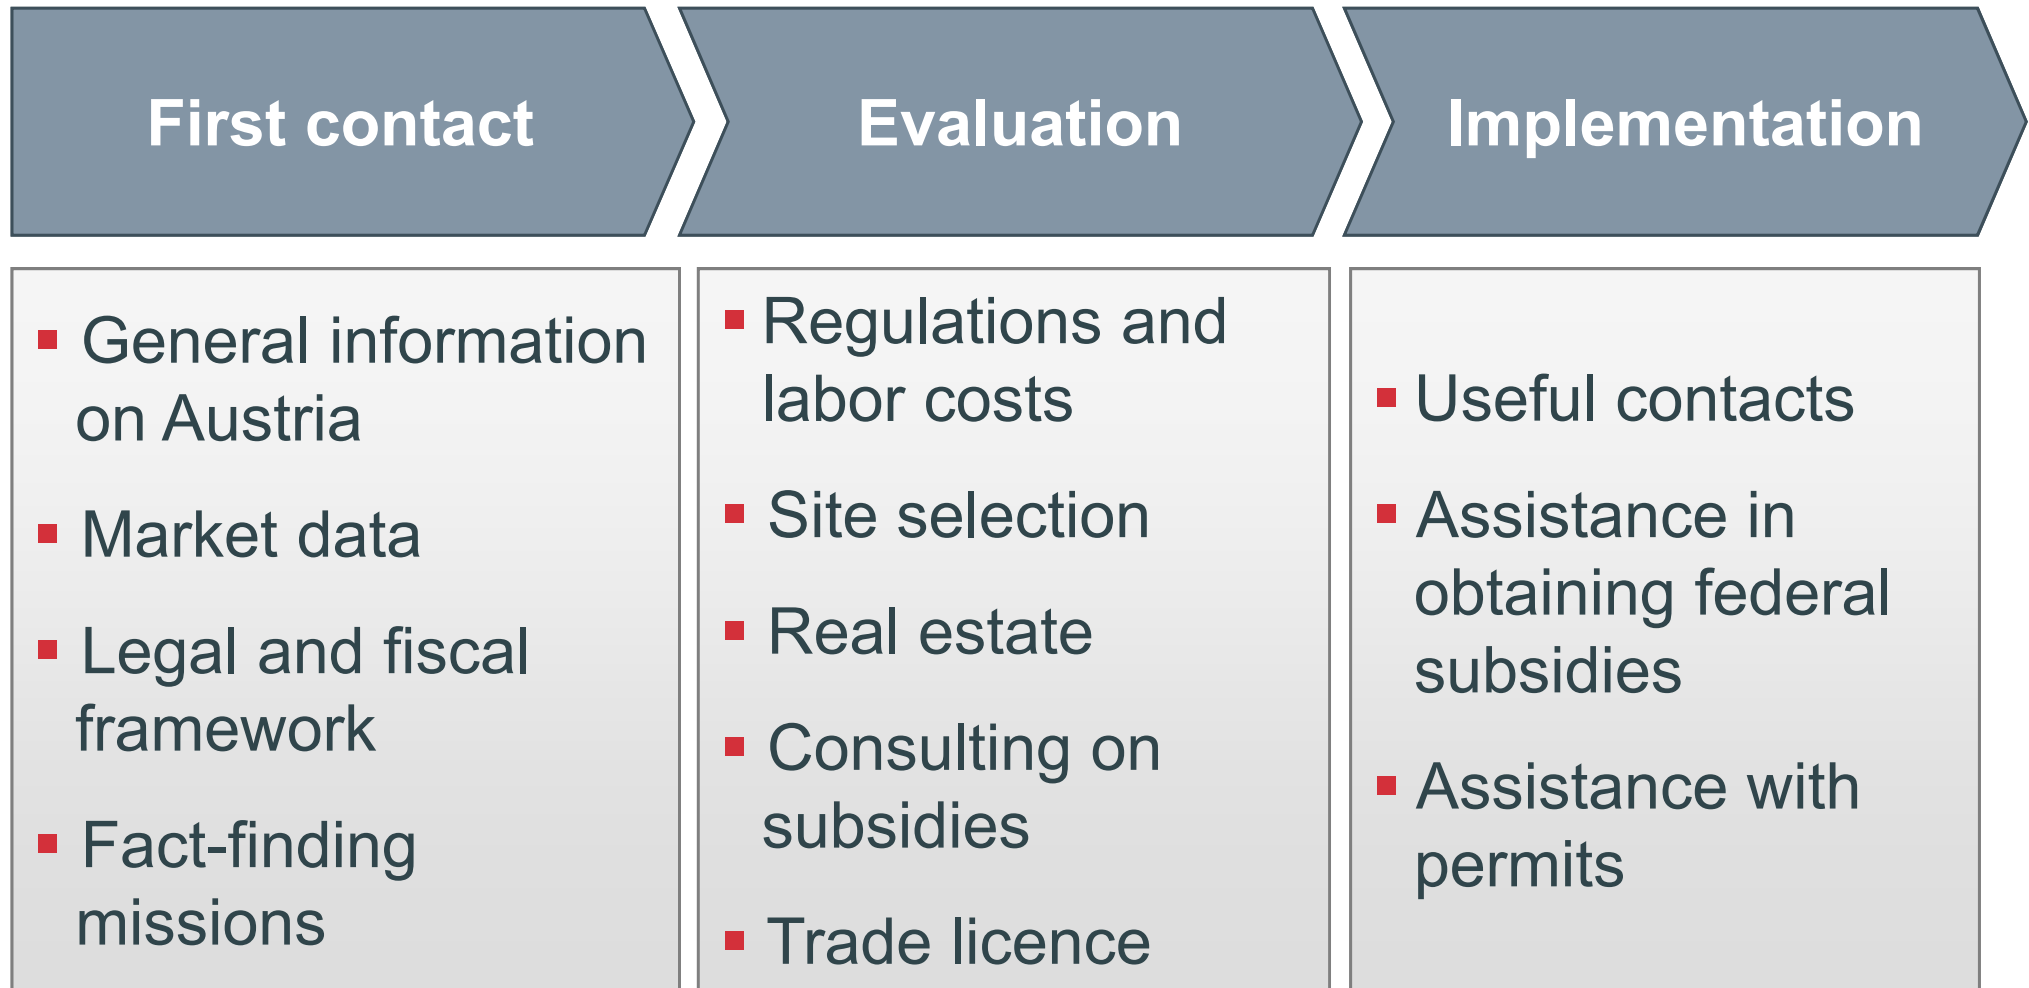 First contact
Evaluation
Implementation
▪ General information
on Austria
▪ Market data
▪ Legal and fiscal
framework
▪ Fact-finding
missions
▪ Regulations and
labor costs
▪ Site selection
▪ Real estate
▪ Consulting on
subsidies
▪ Trade licence
▪ Useful contacts
▪ Assistance in
obtaining federal
subsidies
▪ Assistance with
permits